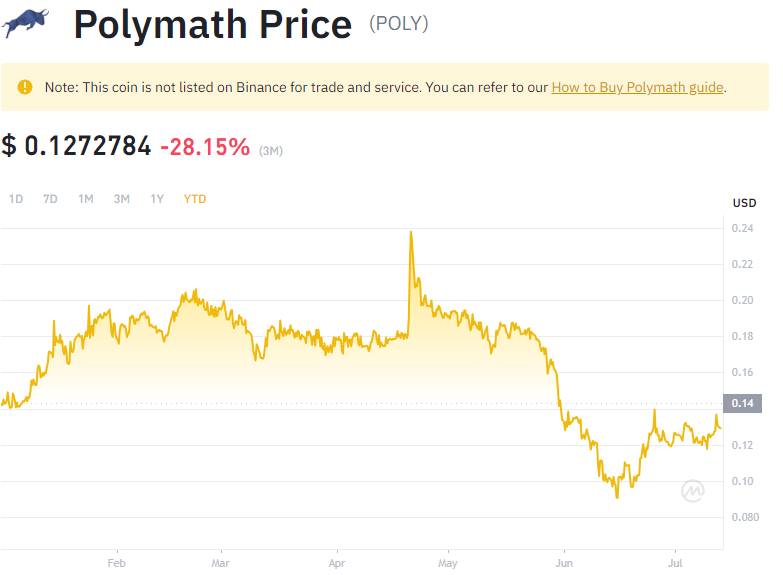 Polymath Price (POLY)
Note: This coin is not listed on Binance for trade and service. You can refer to our How to Buy Polymath guide.
$ 0.1272784 -28.15% (3M)
1D 7D 1M 3M 1Y YTD
USD
0.24
0.22
0.20
0.18
0.16
0.14
0.12
0.10
0.080
Feb Mar Apr May Jun Jul